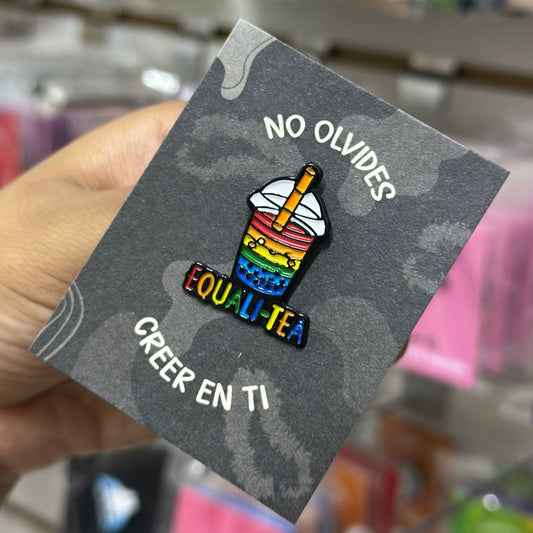 NO OLVIDES
EQUALI-TEA
CREER EN TI